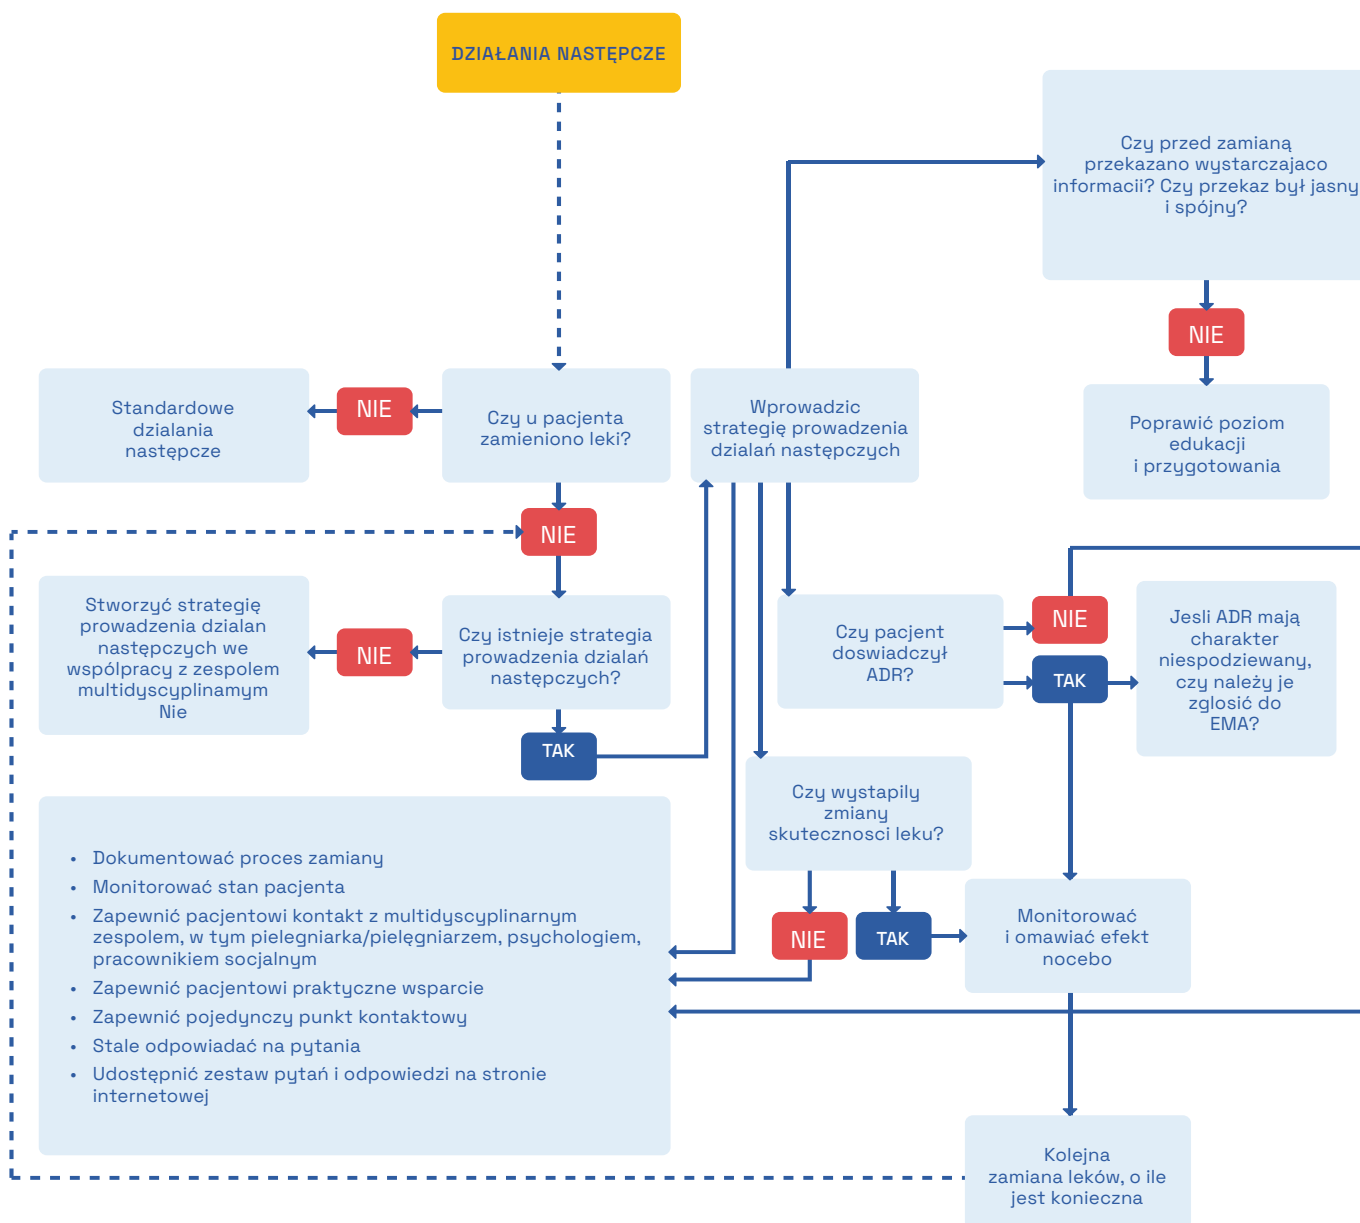 DZIAŁANIA NASTĘPCZE
Czy przed zamianą
przekazano wystarczajaco
informacii? Czy przekaz był jasny
i spójny?
NIE
Poprawić poziom
edukacji
i przygotowania
Standardowe
dzialania
następcze
NIE
Czy u pacjenta
zamieniono leki?
Wprowadzic
strategię prowadzenia
dzialań następczych
NIE
Stworzyć strategię
prowadzenia dzialan
następczych we
wspólpracy z zespolem
multidyscyplinamym
Nie
NIE
Czy istnieje strategia
prowadzenia dzialań
następczych?
TAK
Czy pacjent
doswiadczył
ADR?
NIE
TAK
Jesli ADR mają
charakter
niespodziewany,
czy należy je
zglosić do
EMA?
Czy wystapily
zmiany
skutecznosci leku?
NIE
TAK
Monitorować
i omawiać efekt
nocebo
• Dokumentować proces zamiany
• Monitorować stan pacjenta
• Zapewnić pacjentowi kontakt z multidyscyplinarnym
zespolem, w tym pielegniarka/pielęgniarzem, psychologiem,
pracownikiem socjalnym
• Zapewnić pacjentowi praktyczne wsparcie
• Zapewnić pojedynczy punkt kontaktowy
• Stale odpowiadać na pytania
• Udostępnić zestaw pytań i odpowiedzi na stronie
internetowej
Kolejna
zamiana leków, o ile
jest konieczna